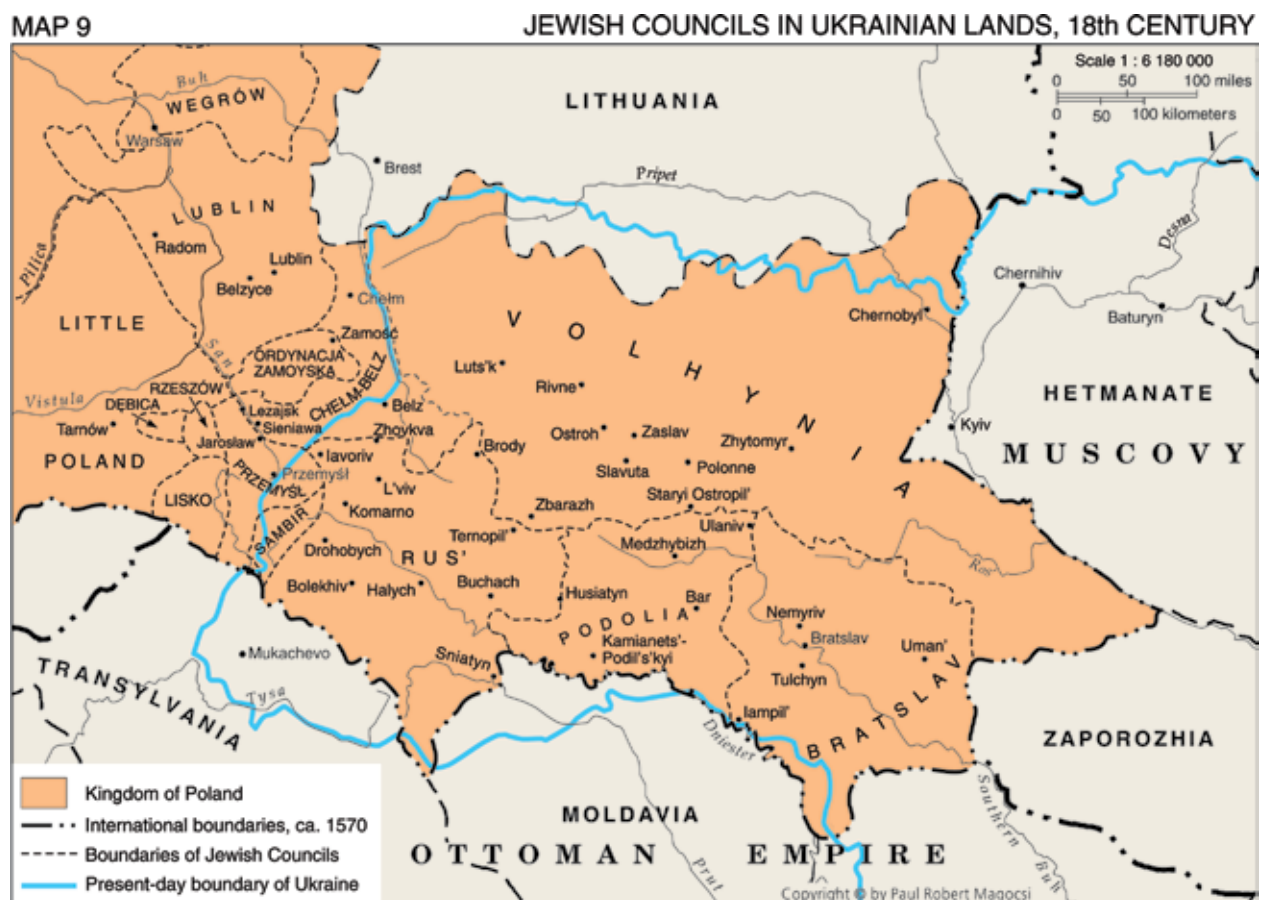 MAP 9
JEWISH COUNCILS IN UKRAINIAN LANDS, 18th CENTURY
Scale 1 : 6 180 000
0 50 100 miles
0 50 100 kilometers
Buh
WEGRÓW
Warsaw
LITHUANIA
Brest
Pripet
Desna
LUBLIN
Radom
Lublin
Belzyce
Pilica
Chełm
Chernihiv
Baturyn
Chernobyl
LITTLE
POLAND
Zamość
ORDYNACJA
ZAMOYSKA
San
CHELM-BELZ
VOLHYNIA
Luts'k
Rivne
HETMANATE
MUSCOVY
Vistula
RZESZÓW
DĘBICA
Tarnów
Lezajsk
Sieniawa
Jarosław
Belz
Zhovkva
Iavoriv
Brody
Ostroh
Zaslav
Zhytomyr
Kyiv
Slavuta
Polonne
Przemyśl
PRZEMYŚL
LISKO
L'viv
Komarno
Staryi Ostropil'
Zbarazh
Ternopil'
Ulaniv
Medzhybizh
SAMBIR
Drohobych
RUS'
Ros'
Bolekhiv
Halych
Buchach
Husiatyn
Bar
PODOLIA
Nemyriv
Bratslav
Uman'
Kamianets'-
Podil's'kyi
Mukachevo
Sniatyn
Tulchyn
TRANSYLVANIA
Tysa
Iampil'
BRATSLAV
Dniester
ZAPOROZHIA
Southern Buh
MOLDAVIA
OTTOMAN EMPIRE
Prut
Kingdom of Poland
International boundaries, ca. 1570
Boundaries of Jewish Councils
Present-day boundary of Ukraine
Copyright © by Paul Robert Magocsi